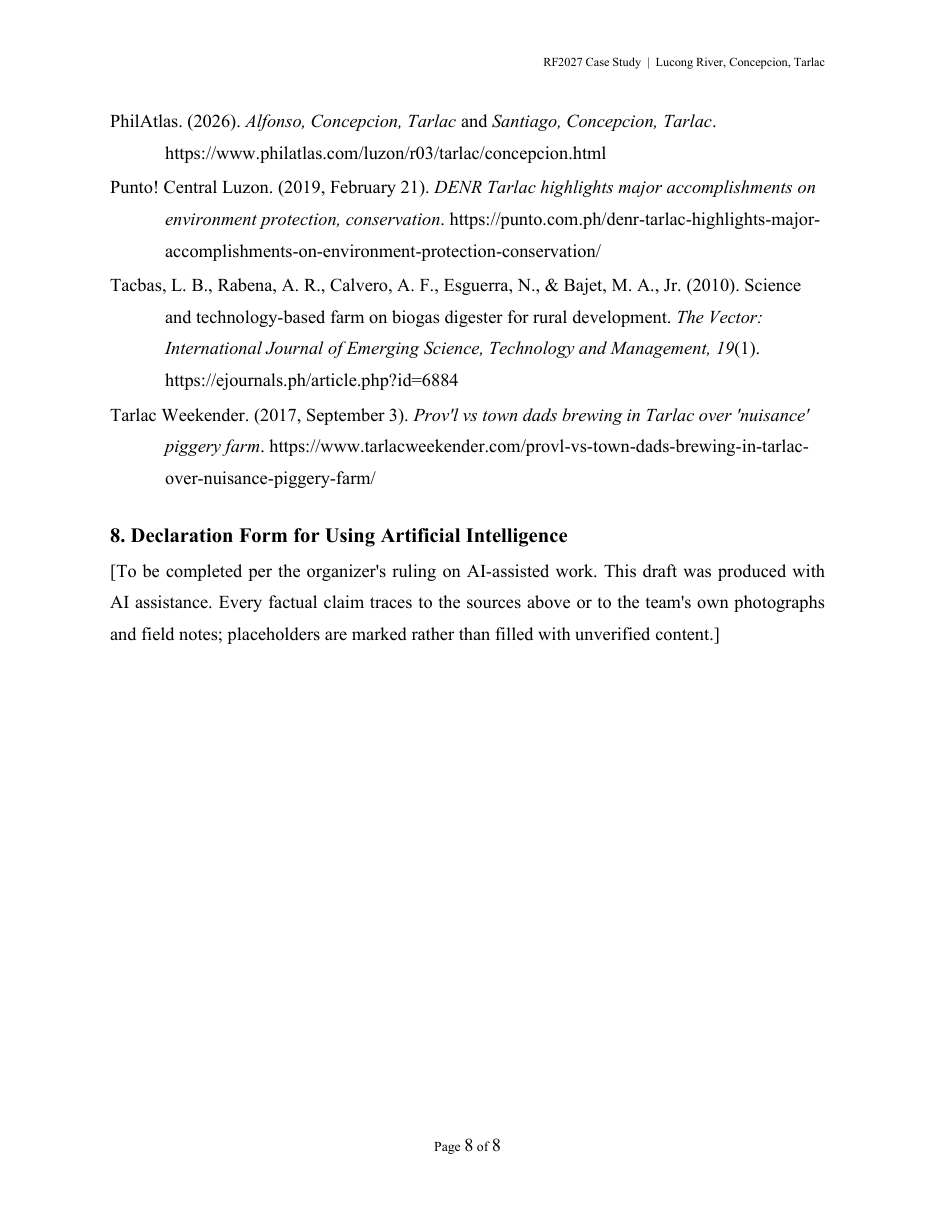 RF2027 Case Study | Lucong River, Concepcion, Tarlac
PhilAtlas. (2026). Alfonso, Concepcion, Tarlac and Santiago, Concepcion, Tarlac.
https://www.philatlas.com/luzon/r03/tarlac/concepcion.html
Punto! Central Luzon. (2019, February 21). DENR Tarlac highlights major accomplishments on
environment protection, conservation. https://punto.com.ph/denr-tarlac-highlights-major-
accomplishments-on-environment-protection-conservation/
Tacbas, L. B., Rabena, A. R., Calvero, A. F., Esguerra, N., & Bajet, M. A., Jr. (2010). Science
and technology-based farm on biogas digester for rural development. The Vector:
International Journal of Emerging Science, Technology and Management, 19(1).
https://ejournals.ph/article.php?id=6884
Tarlac Weekender. (2017, September 3). Prov'l vs town dads brewing in Tarlac over 'nuisance'
piggery farm. https://www.tarlacweekender.com/provl-vs-town-dads-brewing-in-tarlac-
over-nuisance-piggery-farm/
8. Declaration Form for Using Artificial Intelligence
[To be completed per the organizer's ruling on AI-assisted work. This draft was produced with
AI assistance. Every factual claim traces to the sources above or to the team's own photographs
and field notes; placeholders are marked rather than filled with unverified content.]
Page 8 of 8